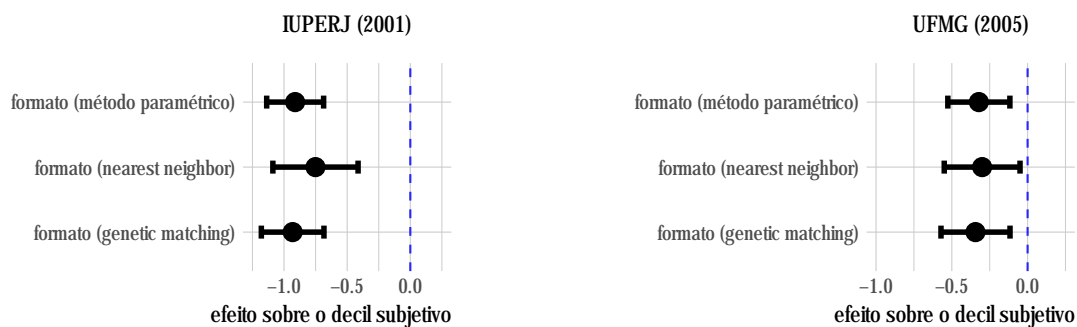 IUPERJ (2001)
formato (método paramétrico)
formato (nearest neighbor)
formato (genetic matching)
−1.0 −0.5 0.0
efeito sobre o decil subjetivo
UFMG (2005)
formato (método paramétrico)
formato (nearest neighbor)
formato (genetic matching)
−1.0 −0.5 0.0
efeito sobre o decil subjetivo